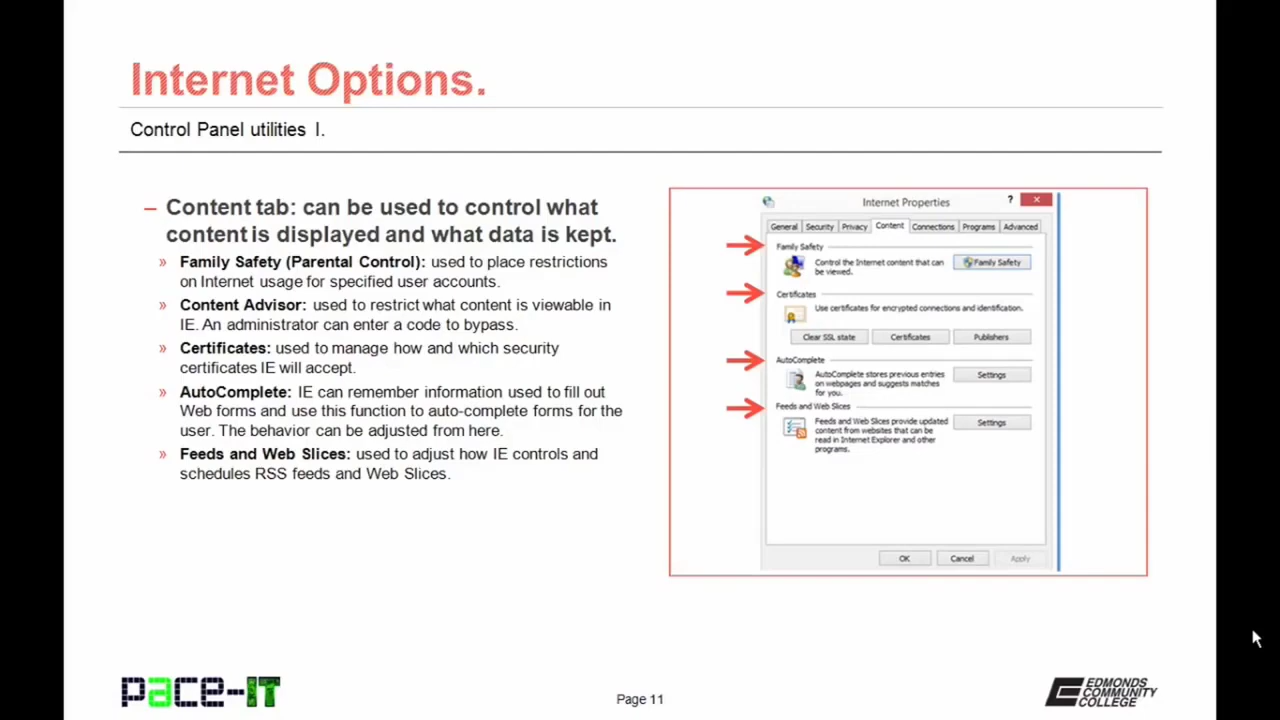 Internet Options.
Control Panel utilities I.
– Content tab: can be used to control what
content is displayed and what data is kept.
» Family Safety (Parental Control): used to place restrictions
on Internet usage for specified user accounts.
» Content Advisor: used to restrict what content is viewable in
IE. An administrator can enter a code to bypass.
» Certificates: used to manage how and which security
certificates IE will accept.
» AutoComplete: IE can remember information used to fill out
Web forms and use this function to auto-complete forms for the
user. The behavior can be adjusted from here.
» Feeds and Web Slices: used to adjust how IE controls and
schedules RSS feeds and Web Slices.
Internet Properties ?
General Security Privacy Content Connections Programs Advanced
Family Safety
Control the Internet content that can
be viewed.
Family Safety
Certificates
Use certificates for encrypted connections and identification.
Clear SSL state Certificates Publishers
AutoComplete
AutoComplete stores previous entries
on webpages and suggests matches
for you.
Settings
Feeds and Web Slices
Feeds and Web Slices provide updated
content from websites that can be
read in Internet Explorer and other
programs.
Settings
OK Cancel Apply
pace-IT
Page 11
EDMONDS
COMMUNITY
COLLEGE